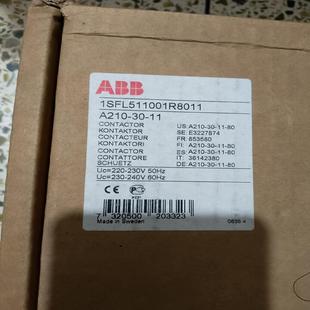 ABB
1SFL511001R8011
A210-30-11
CONTACTOR US: A210-30-11-80
KONTAKTOR SE: E3227874
CONTACTEUR FR: 653580
KONTAKTORI FI: A210-30-11-80
CONTACTOR ES: A210-30-11-80
CONTATTORE IT: 36142380
SCHUETZ DE: A210-30-11-80
Uc=220-230V 50Hz
Uc=230-240V 60Hz
CE
7 320500 203323
Made in Sweden